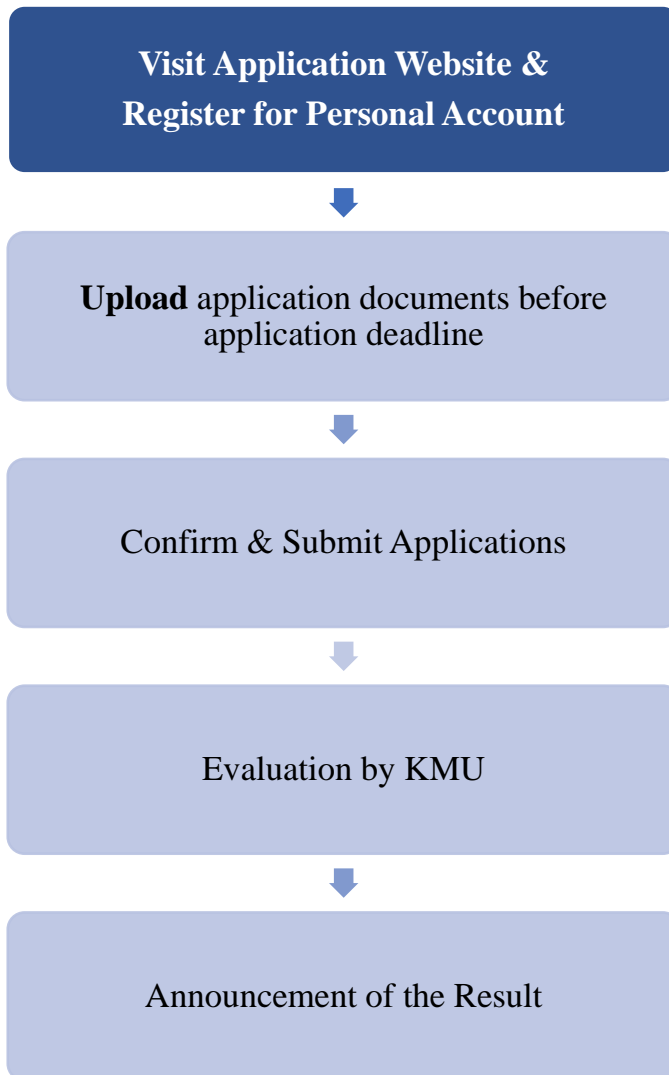 Visit Application Website &
Register for Personal Account
Upload application documents before
application deadline
Confirm & Submit Applications
Evaluation by KMU
Announcement of the Result